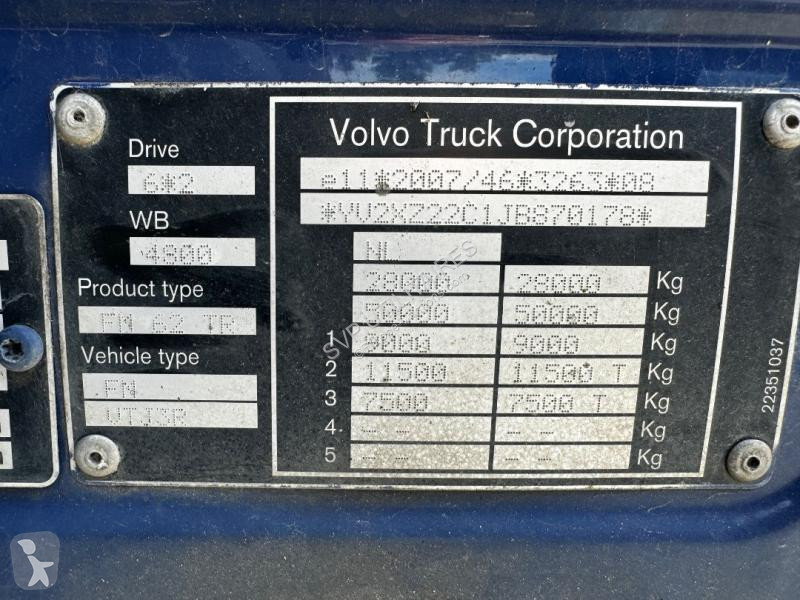 Volvo Truck Corporation
e11*2007/46*3263*08
*YV2XZ22C1JB870178*
Drive
6*2
WB
4800
Product type
FM 62 TR
Vehicle type
FM
VTJ3R
NL
28000 28000 Kg
50000 50000 Kg
1 9000 9000 Kg
2 11500 11500 T Kg
3 7500 7500 T Kg
4. -- -- Kg
5 -- -- Kg
22351037